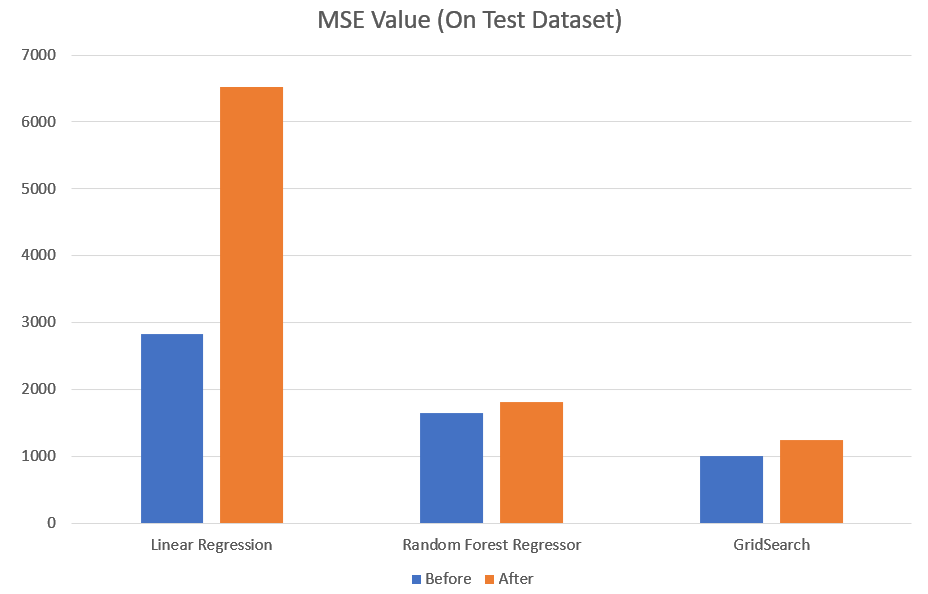 MSE Value (On Test Dataset)
7000
6000
5000
4000
3000
2000
1000
0
Linear Regression Random Forest Regressor GridSearch
Before After